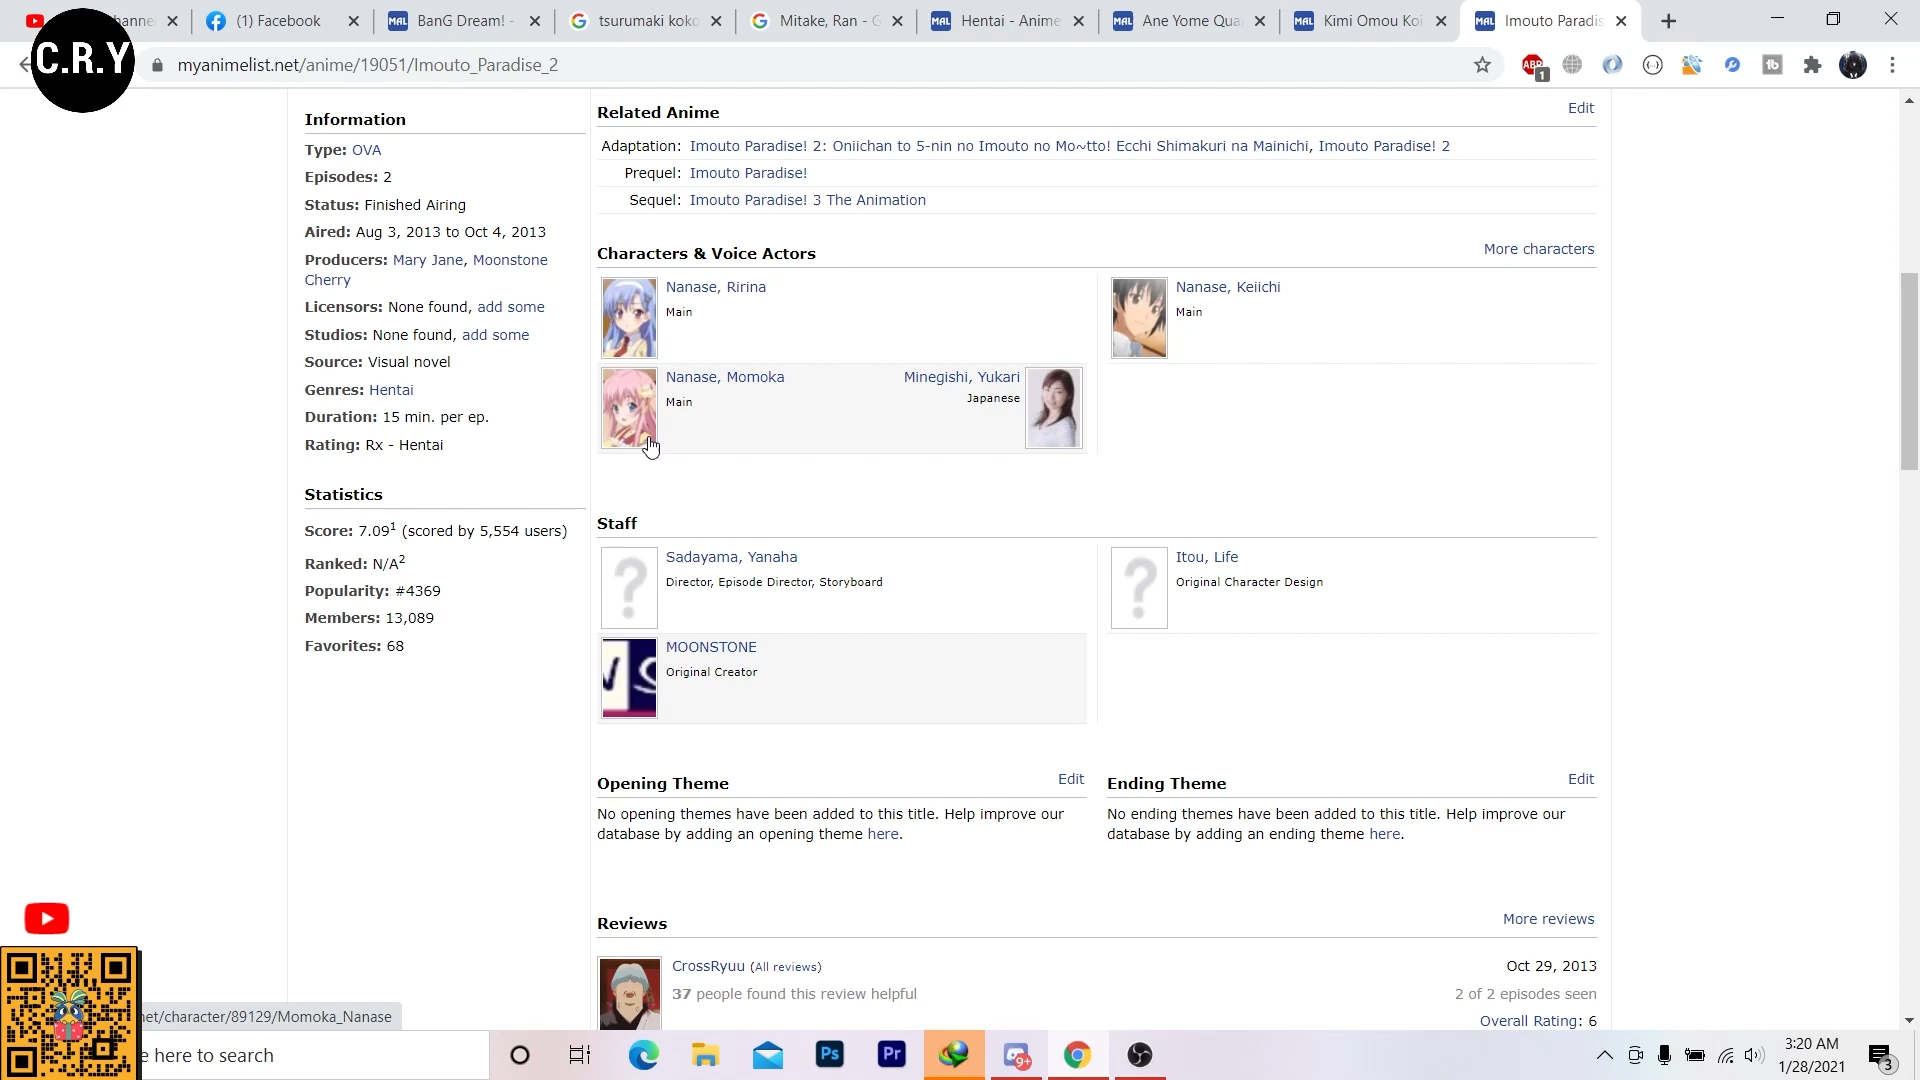 hanne
(1) Facebook
BanG Dream! -
tsurumaki koko
Mitake, Ran - G
Hentai - Anime
Ane Yome Qua
Kimi Omou Koi
Imouto Paradis
C.R.Y
myanimelist.net/anime/19051/Imouto_Paradise_2
Information
Type: OVA
Episodes: 2
Status: Finished Airing
Aired: Aug 3, 2013 to Oct 4, 2013
Producers: Mary Jane, Moonstone
Cherry
Licensors: None found, add some
Studios: None found, add some
Source: Visual novel
Genres: Hentai
Duration: 15 min. per ep.
Rating: Rx - Hentai
Statistics
Score: 7.09¹ (scored by 5,554 users)
Ranked: N/A²
Popularity: #4369
Members: 13,089
Favorites: 68
Related Anime
Edit
Adaptation: Imouto Paradise! 2: Oniichan to 5-nin no Imouto no Mo~tto! Ecchi Shimakuri na Mainichi, Imouto Paradise! 2
Prequel: Imouto Paradise!
Sequel: Imouto Paradise! 3 The Animation
Characters & Voice Actors
More characters
Nanase, Ririna
Main
Nanase, Keiichi
Main
Nanase, Momoka
Main
Minegishi, Yukari
Japanese
Staff
Sadayama, Yanaha
Director, Episode Director, Storyboard
Itou, Life
Original Character Design
MOONSTONE
Original Creator
Opening Theme
Edit
No opening themes have been added to this title. Help improve our
database by adding an opening theme here.
Ending Theme
Edit
No ending themes have been added to this title. Help improve our
database by adding an ending theme here.
Reviews
More reviews
CrossRyuu (All reviews)
37 people found this review helpful
Oct 29, 2013
2 of 2 episodes seen
Overall Rating: 6
net/character/89129/Momoka_Nanase
e here to search
Ps
Pr
9+
3:20 AM
1/28/2021
3